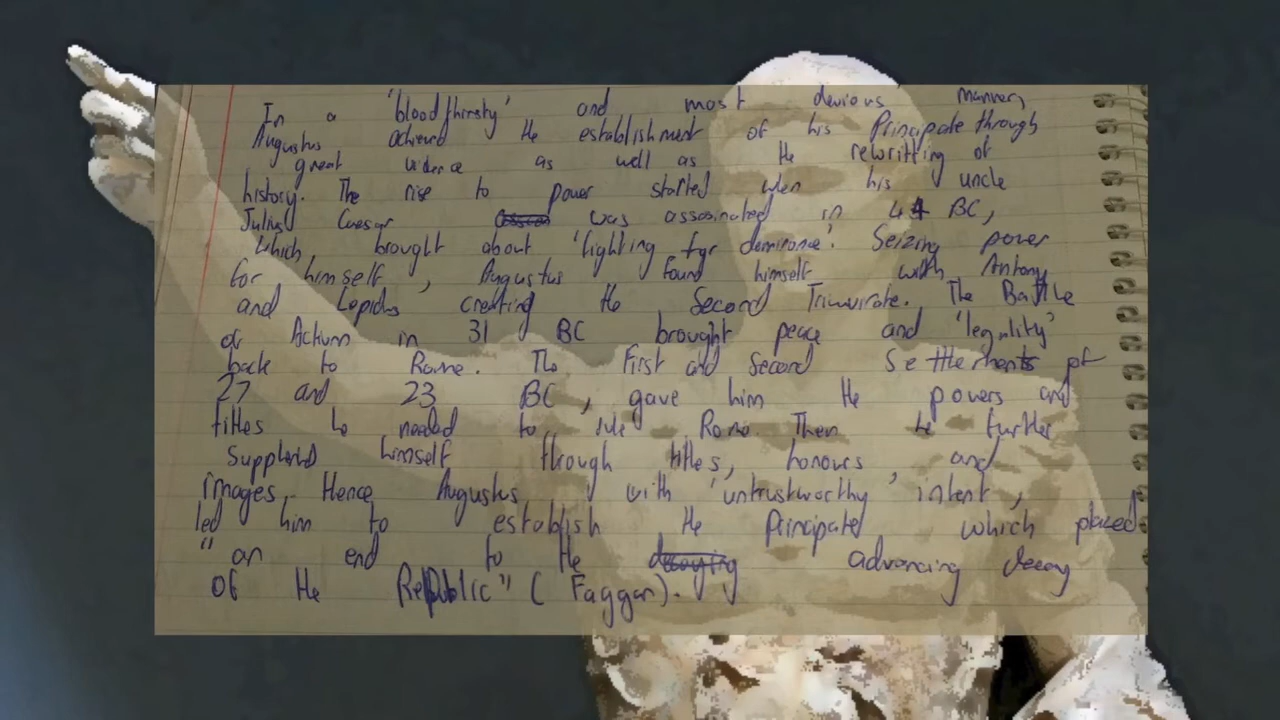 In a 'bloodthirsty' and most devious manner,
Augustus achieved the establishment of his Principate through
great violence as well as the rewritting of
history. The rise to power started when his uncle
Julius Caesar was assasinated in 44 BC,
which brought about 'fighting for dominance'. Seizing power
for himself, Augustus found himself with Antony
and Lepidus creating the Second Triumvirate. The Battle
of Actium in 31 BC brought peace and 'legality'
back to Rome. The First and Second Settlements of
27 and 23 BC, gave him the powers and
titles he needed to rule Rome. Then he further
himself through titles, honours and
images. Hence Augustus with 'untrustworthy' intent,
led him to establish the Principate which placed
"an end to the advancing decay
of the Republic" (Faggan).